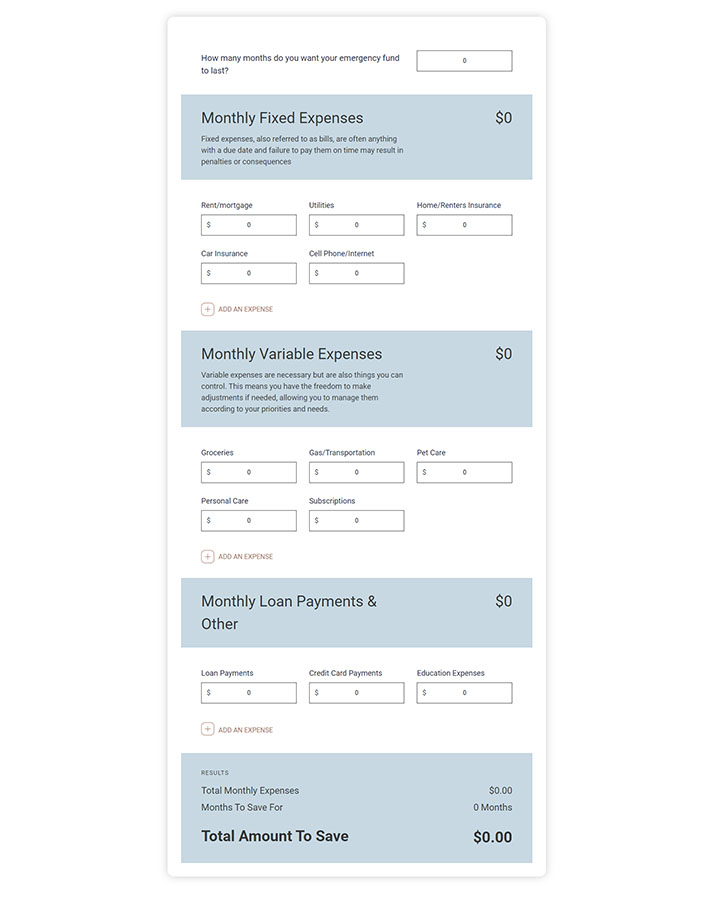 How many months do you want your emergency fund
to last?
0
Monthly Fixed Expenses $0
Fixed expenses, also referred to as bills, are often anything
with a due date and failure to pay them on time may result in
penalties or consequences
Rent/mortgage Utilities Home/Renters Insurance
$ 0 $ 0 $ 0
Car Insurance Cell Phone/Internet
$ 0 $ 0
+ ADD AN EXPENSE
Monthly Variable Expenses $0
Variable expenses are necessary but are also things you can
control. This means you have the freedom to make
adjustments if needed, allowing you to manage them
according to your priorities and needs.
Groceries Gas/Transportation Pet Care
$ 0 $ 0 $ 0
Personal Care Subscriptions
$ 0 $ 0
+ ADD AN EXPENSE
Monthly Loan Payments & $0
Other
Loan Payments Credit Card Payments Education Expenses
$ 0 $ 0 $ 0
+ ADD AN EXPENSE
RESULTS
Total Monthly Expenses $0.00
Months To Save For 0 Months
Total Amount To Save $0.00